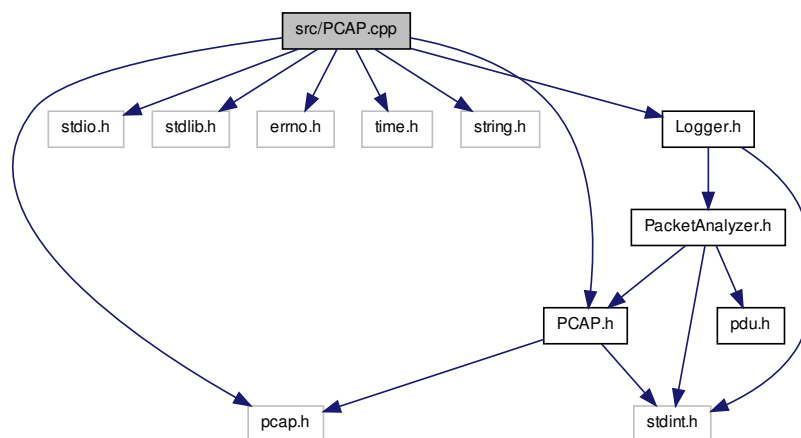 src/PCAP.cpp
stdio.h
stdlib.h
errno.h
time.h
string.h
Logger.h
PacketAnalyzer.h
PCAP.h
pdu.h
pcap.h
stdint.h